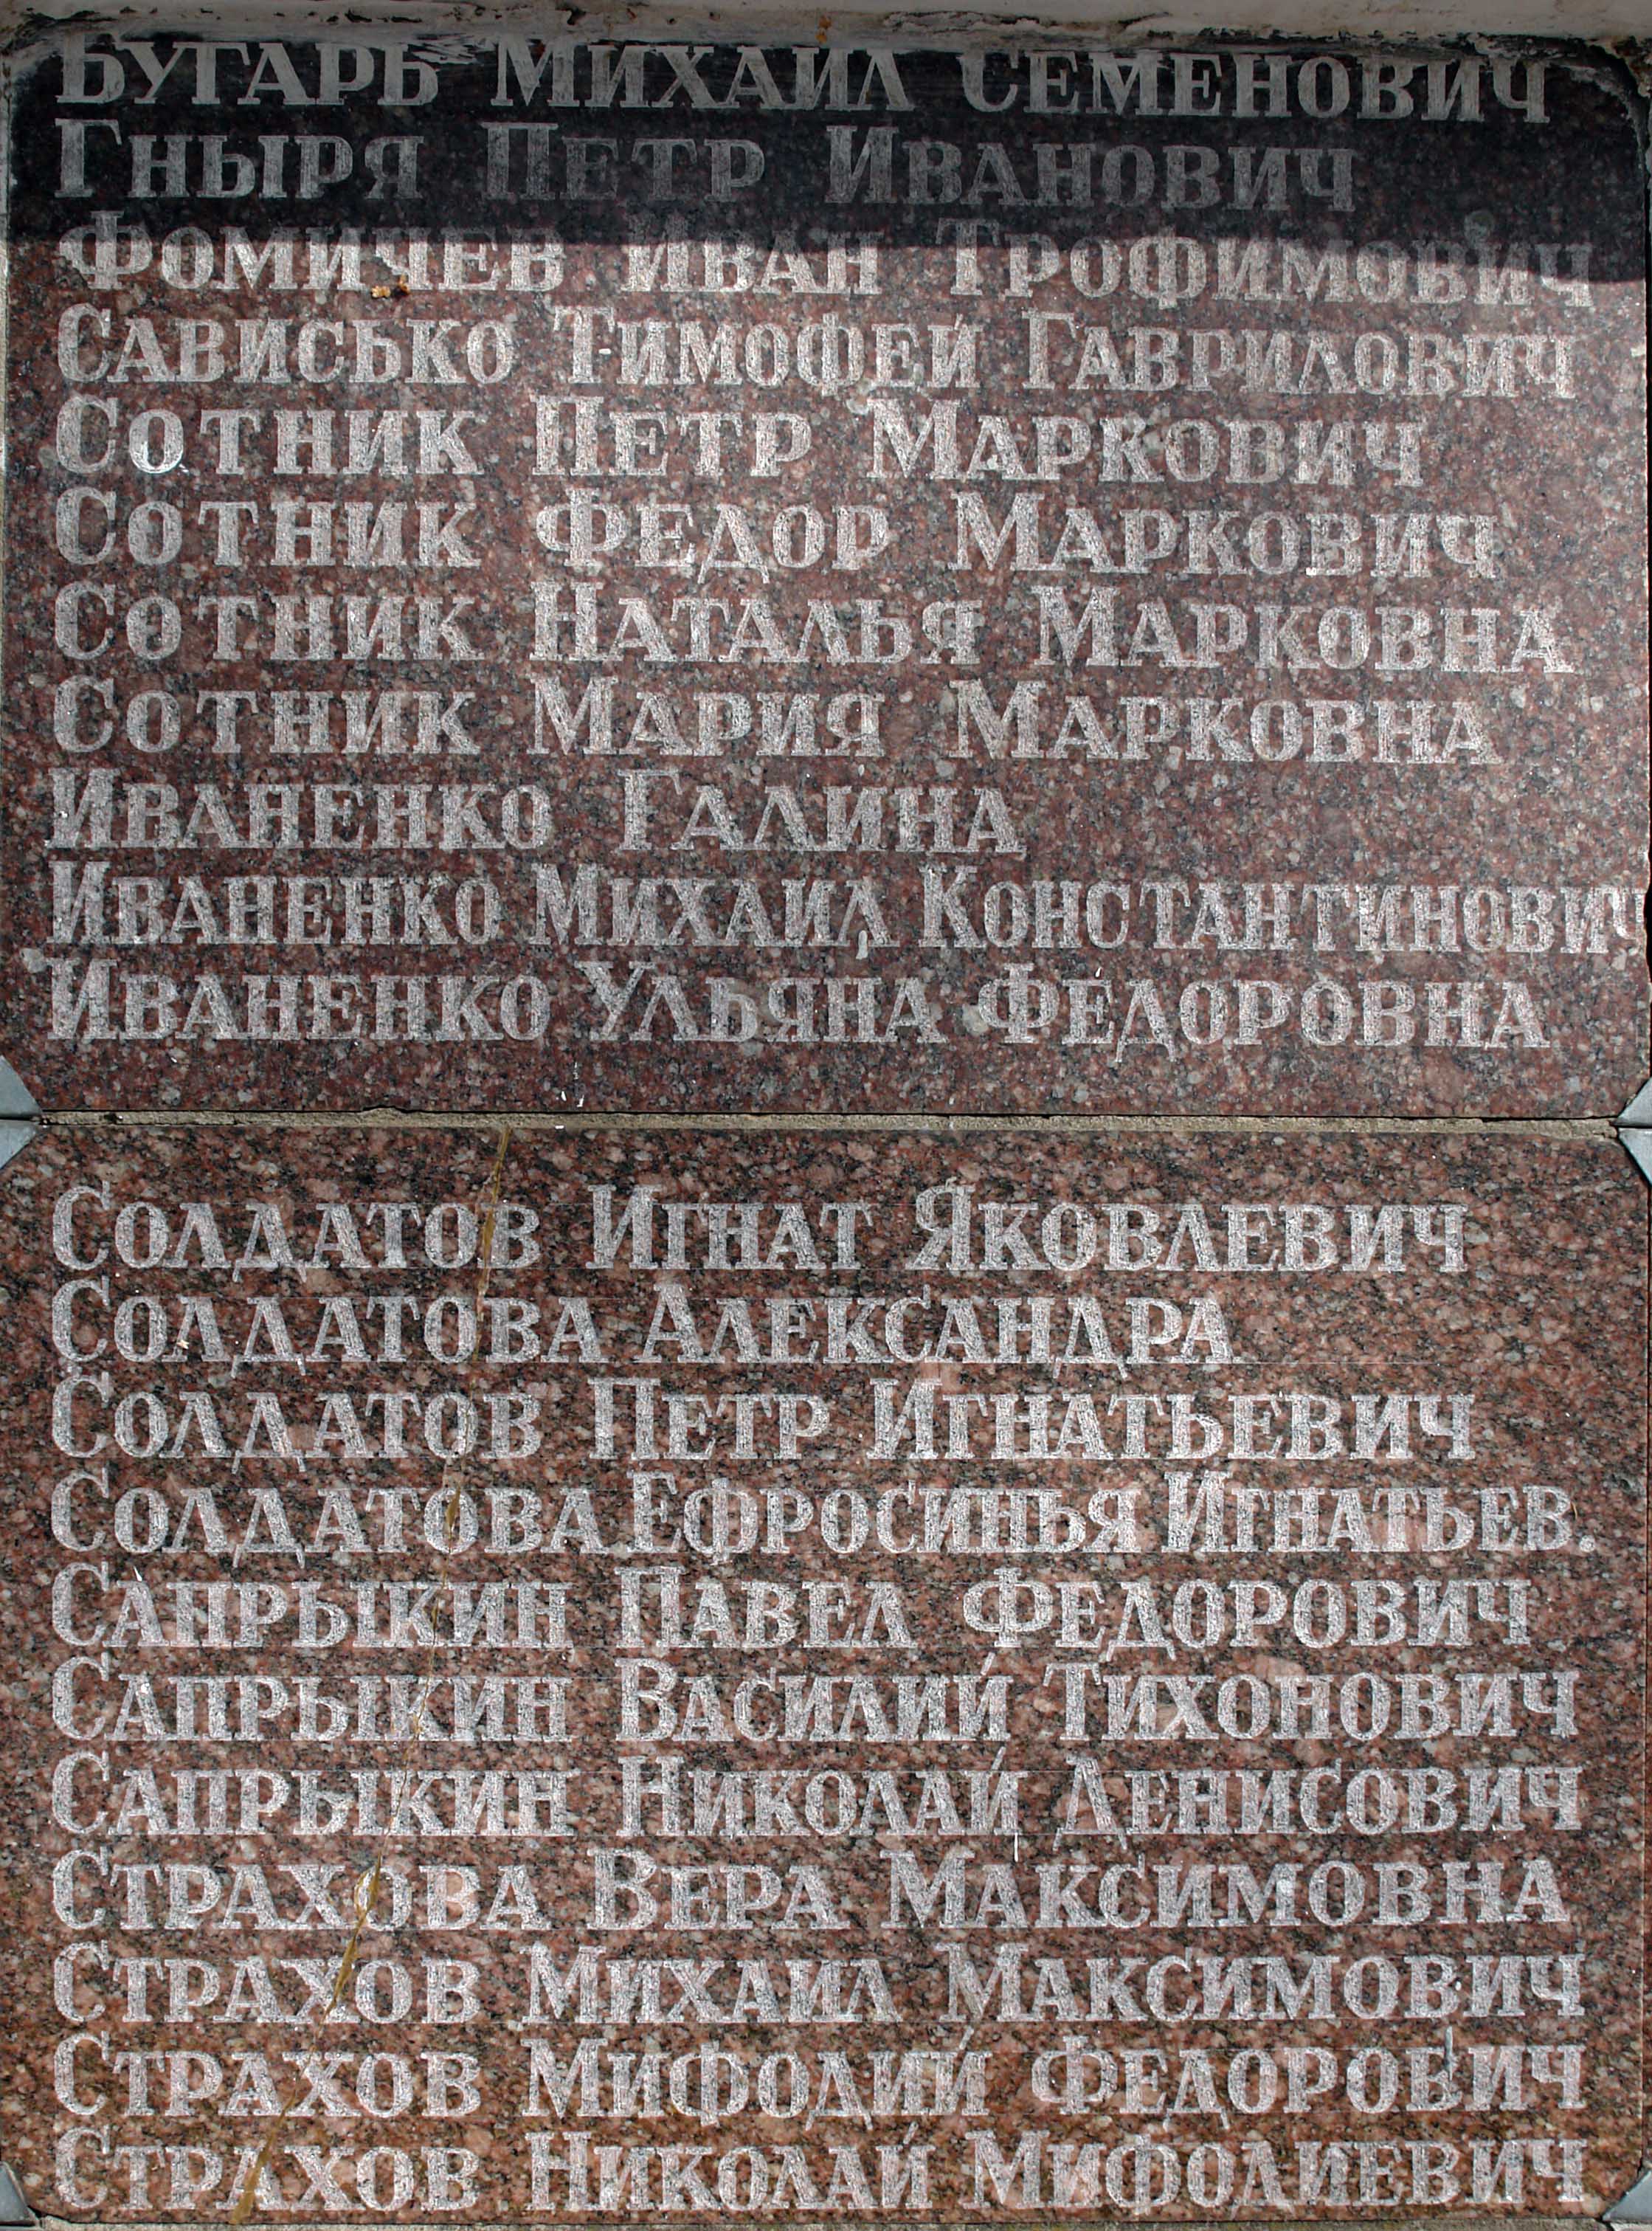 Бугарь Михаил Семенович
Гныря Петр Иванович
Фомичев Иван Трофимович
Сависько Тимофей Гаврилович
Сотник Петр Маркович
Сотник Федор Маркович
Сотник Наталья Марковна
Сотник Мария Марковна
Иваненко Галина
Иваненко Михаил Константинович
Иваненко Ульяна Федоровна
Солдатов Игнат Яковлевич
Солдатова Александра
Солдатов Петр Игнатьевич
Солдатова Ефросинья Игнатьев.
Сапрыкин Павел Федорович
Сапрыкин Василий Тихонович
Сапрыкин Николай Денисович
Страхова Вера Максимовна
Страхов Михаил Максимович
Страхов Мифодий Федорович
Страхов Николай Мифодиевич